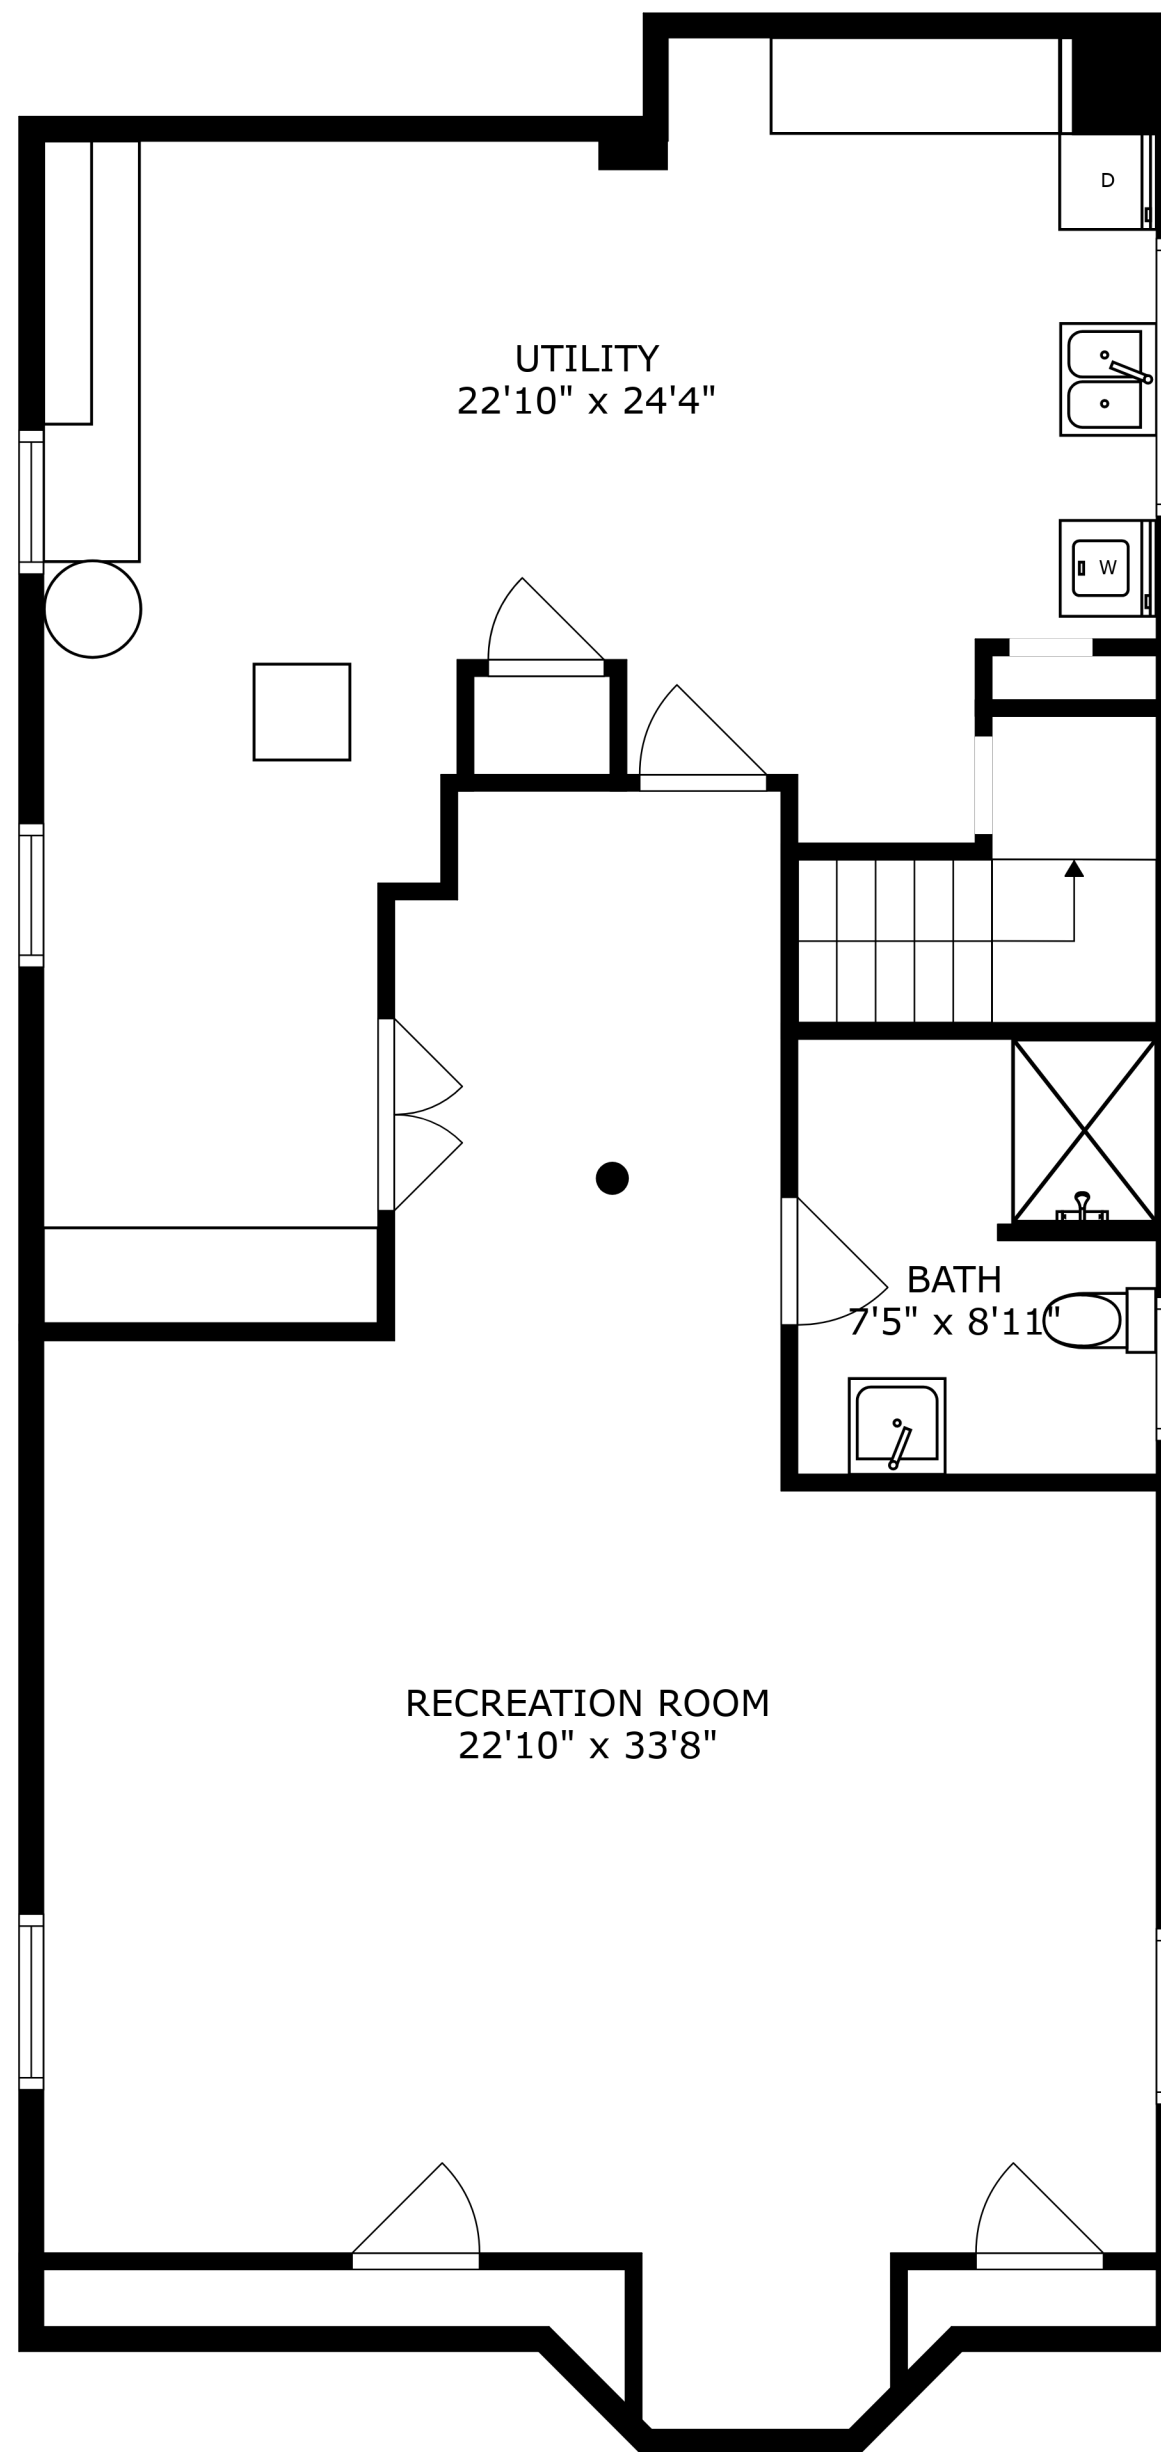 D
UTILITY
22'10" x 24'4"
W
BATH
7'5" x 8'11"
RECREATION ROOM
22'10" x 33'8"